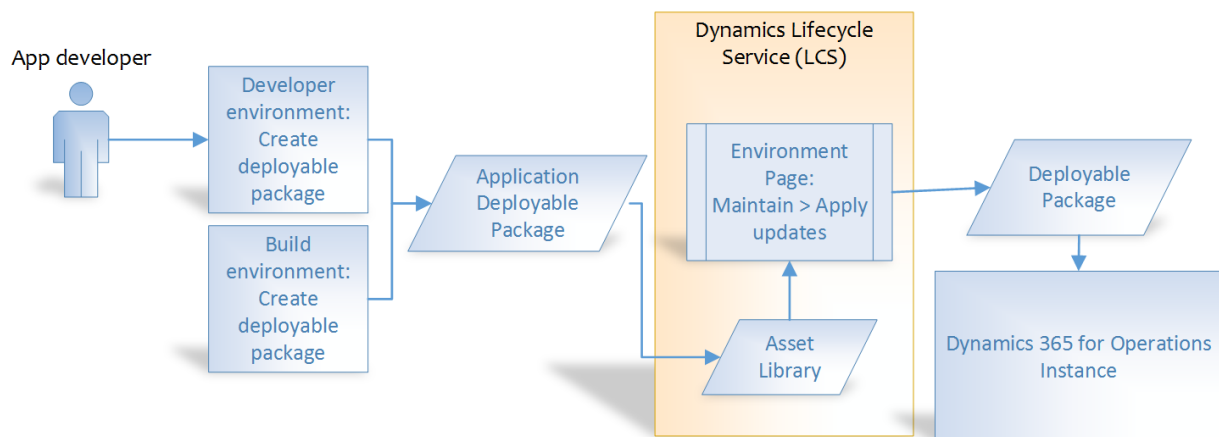 App developer
Developer
environment:
Create
deployable
package
Build
environment:
Create
deployable
package
Application
Deployable
Package
Dynamics Lifecycle
Service (LCS)
Environment
Page:
Maintain > Apply
updates
Asset
Library
Deployable
Package
Dynamics 365 for Operations
Instance